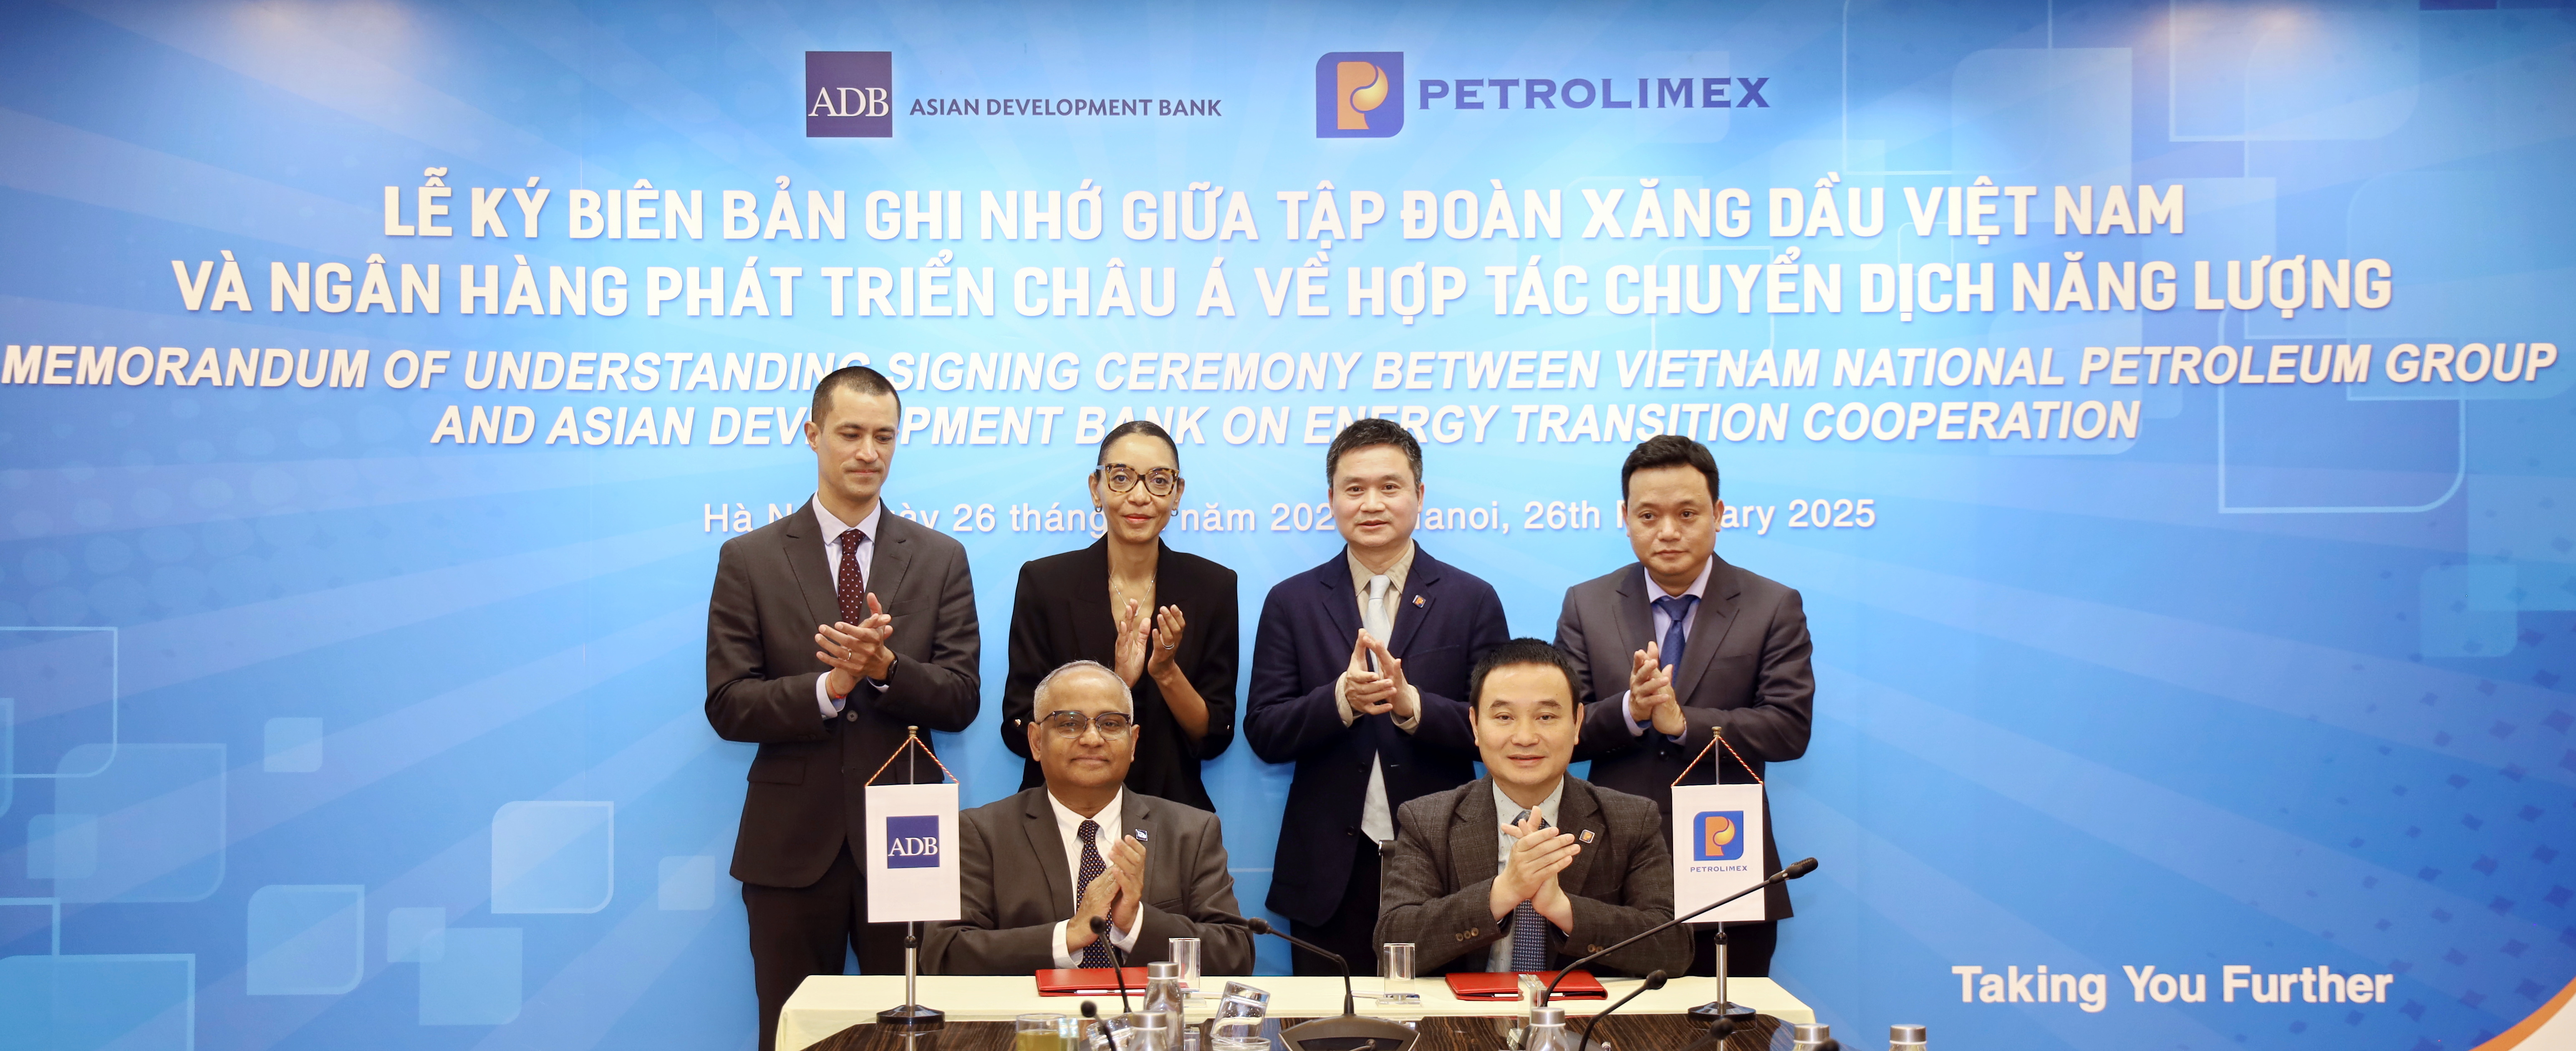 ADB ASIAN DEVELOPMENT BANK
PETROLIMEX
LỄ KÝ BIÊN BẢN GHI NHỚ GIỮA TẬP ĐOÀN XĂNG DẦU VIỆT NAM
VÀ NGÂN HÀNG PHÁT TRIỂN CHÂU Á VỀ HỢP TÁC CHUYỂN DỊCH NĂNG LƯỢNG
MEMORANDUM OF UNDERSTANDING SIGNING CEREMONY BETWEEN VIETNAM NATIONAL PETROLEUM GROUP
AND ASIAN DEVELOPMENT BANK ON ENERGY TRANSITION COOPERATION
Hà 26 tháng năm 26th 2025
ADB
PETROLIMEX
Taking You Further